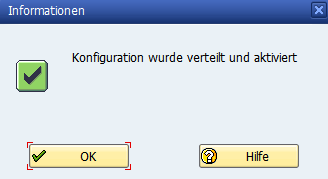 Informationen
Konfiguration wurde verteilt und aktiviert
OK
Hilfe